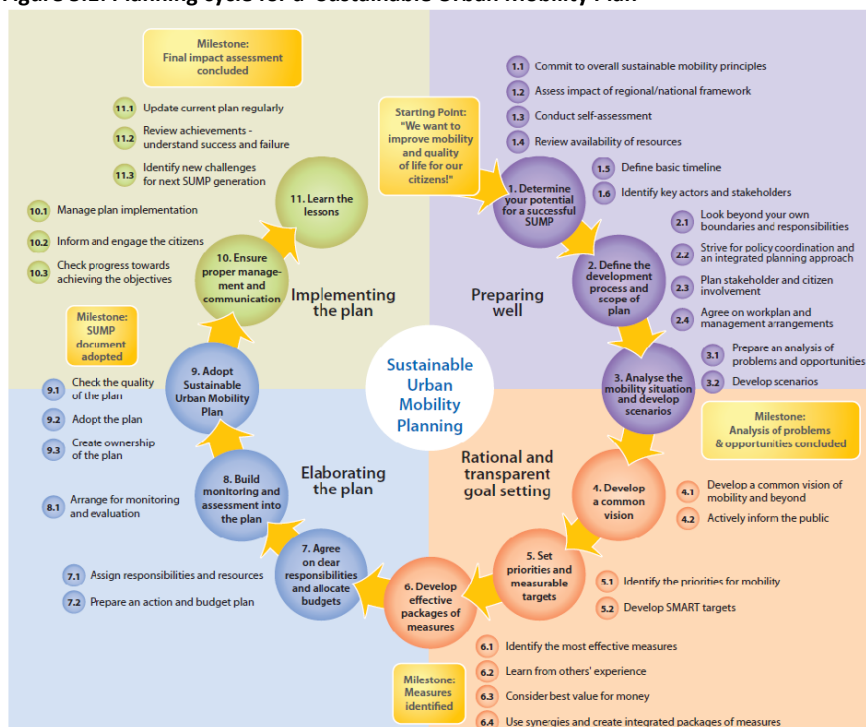 Figure 3.1: Planning cycle for a Sustainable Urban Mobility Plan
Milestone:
Final impact assessment
concluded
11.1 Update current plan regularly
11.2 Review achievements -
understand success and failure
11.3 Identify new challenges
for next SUMP generation
10.1 Manage plan implementation
10.2 Inform and engage the citizens
10.3 Check progress towards
achieving the objectives
11. Learn the
lessons
10. Ensure
proper manage-
ment and
communication
Implementing
the plan
Starting Point:
"We want to
improve mobility
and quality
of life for our
citizens!"
1.1 Commit to overall sustainable mobility principles
1.2 Assess impact of regional/national framework
1.3 Conduct self-assessment
1.4 Review availability of resources
1.5 Define basic timeline
1.6 Identify key actors and stakeholders
1. Determine
your potential
for a successful
SUMP
2.1 Look beyond your own
boundaries and responsibilities
2.2 Strive for policy coordination and
an integrated planning approach
2.3 Plan stakeholder and citizen
involvement
2.4 Agree on workplan and
management arrangements
2. Define the
development
process and
scope of
plan
Preparing
well
3.1 Prepare an analysis of
problems and opportunities
3.2 Develop scenarios
3. Analyse the
mobility situation
and develop
scenarios
Milestone:
Analysis of problems
& opportunities concluded
Sustainable
Urban
Mobility
Planning
Rational and
transparent
goal setting
4. Develop
a common
vision
4.1 Develop a common vision of
mobility and beyond
4.2 Actively inform the public
5. Set
priorities and
measurable
targets
5.1 Identify the priorities for mobility
5.2 Develop SMART targets
6. Develop
effective
packages of
measures
6.1 Identify the most effective measures
6.2 Learn from others' experience
6.3 Consider best value for money
6.4 Use synergies and create integrated packages of measures
Milestone:
Measures
identified
Elaborating
the plan
7. Agree
on clear
responsibilities
and allocate
budgets
7.1 Assign responsibilities and resources
7.2 Prepare an action and budget plan
8. Build
monitoring and
assessment into
the plan
8.1 Arrange for monitoring
and evaluation
9. Adopt
Sustainable
Urban Mobility
Plan
9.1 Check the quality
of the plan
9.2 Adopt the plan
9.3 Create ownership
of the plan
Milestone:
SUMP
document
adopted